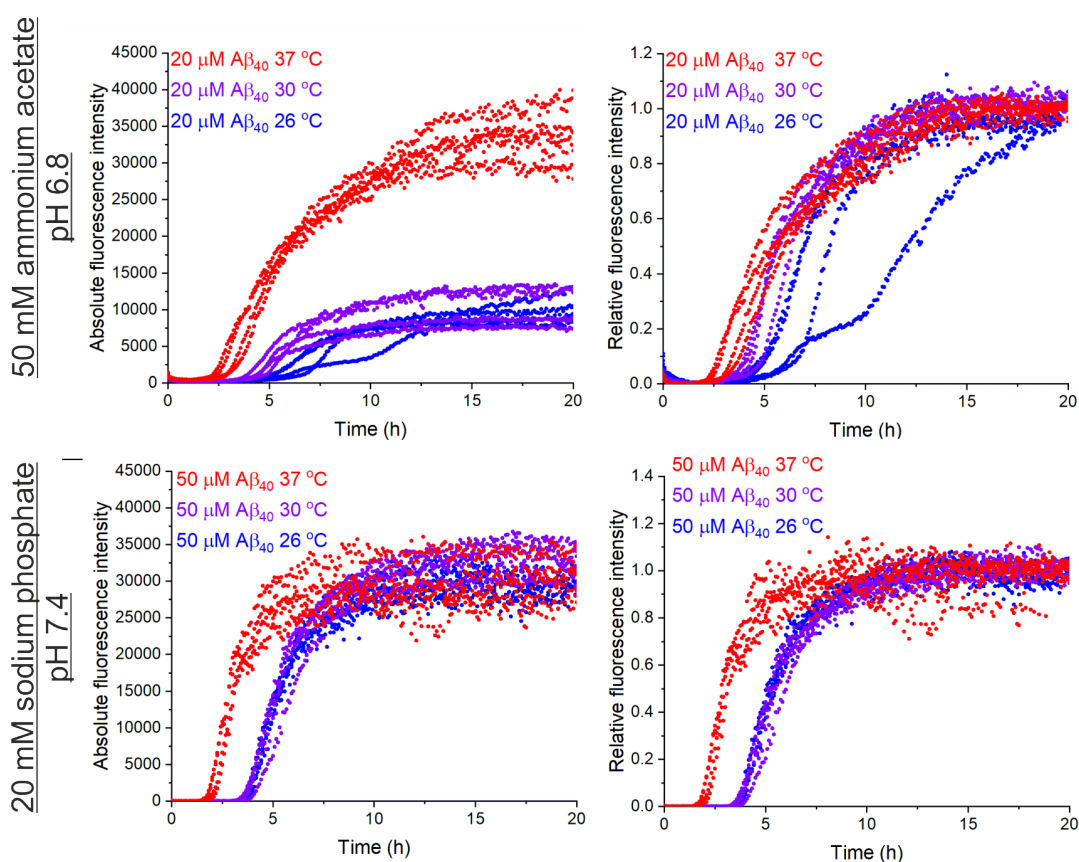 50 mM ammonium acetate
pH 6.8
45000
40000
35000
30000
25000
20000
15000
10000
5000
0
Absolute fluorescence intensity
20 μM Aβ₄₀ 37 °C
20 μM Aβ₄₀ 30 °C
20 μM Aβ₄₀ 26 °C
0 5 10 15 20
Time (h)
1.2
1.0
0.8
0.6
0.4
0.2
0.0
Relative fluorescence intensity
20 μM Aβ₄₀ 37 °C
20 μM Aβ₄₀ 30 °C
20 μM Aβ₄₀ 26 °C
0 5 10 15 20
Time (h)
20 mM sodium phosphate
pH 7.4
45000
40000
35000
30000
25000
20000
15000
10000
5000
0
Absolute fluorescence intensity
50 μM Aβ₄₀ 37 °C
50 μM Aβ₄₀ 30 °C
50 μM Aβ₄₀ 26 °C
0 5 10 15 20
Time (h)
1.4
1.2
1.0
0.8
0.6
0.4
0.2
0.0
Relative fluorescence intensity
50 μM Aβ₄₀ 37 °C
50 μM Aβ₄₀ 30 °C
50 μM Aβ₄₀ 26 °C
0 5 10 15 20
Time (h)